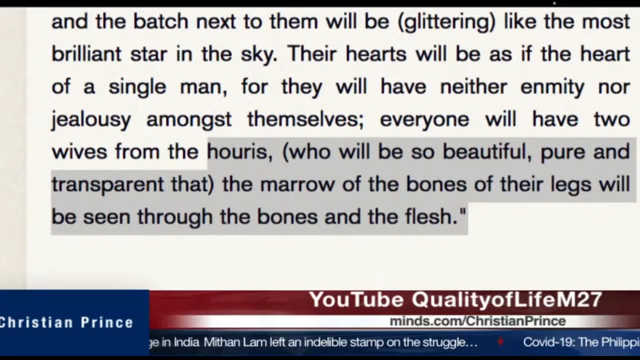 and the batch next to them will be (glittering) like the most
brilliant star in the sky. Their hearts will be as if the heart
of a single man, for they will have neither enmity nor
jealousy amongst themselves; everyone will have two
wives from the houris, (who will be so beautiful, pure and
transparent that) the marrow of the bones of their legs will
be seen through the bones and the flesh."
YouTube QualityofLifeM27
Christian Prince
minds.com/ChristianPrince
ge in India Mithan Lam left an indelible stamp on the struggle... Covid-19: The Philippi